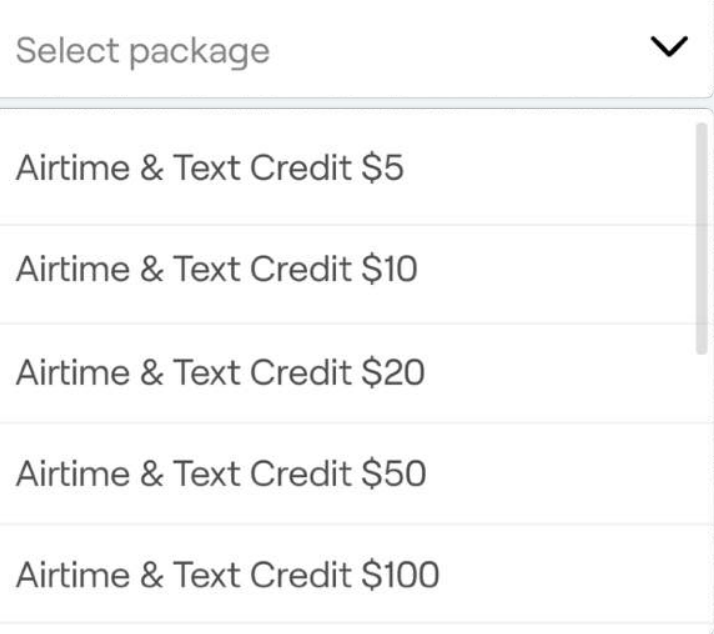 Select package
Airtime & Text Credit $5
Airtime & Text Credit $10
Airtime & Text Credit $20
Airtime & Text Credit $50
Airtime & Text Credit $100